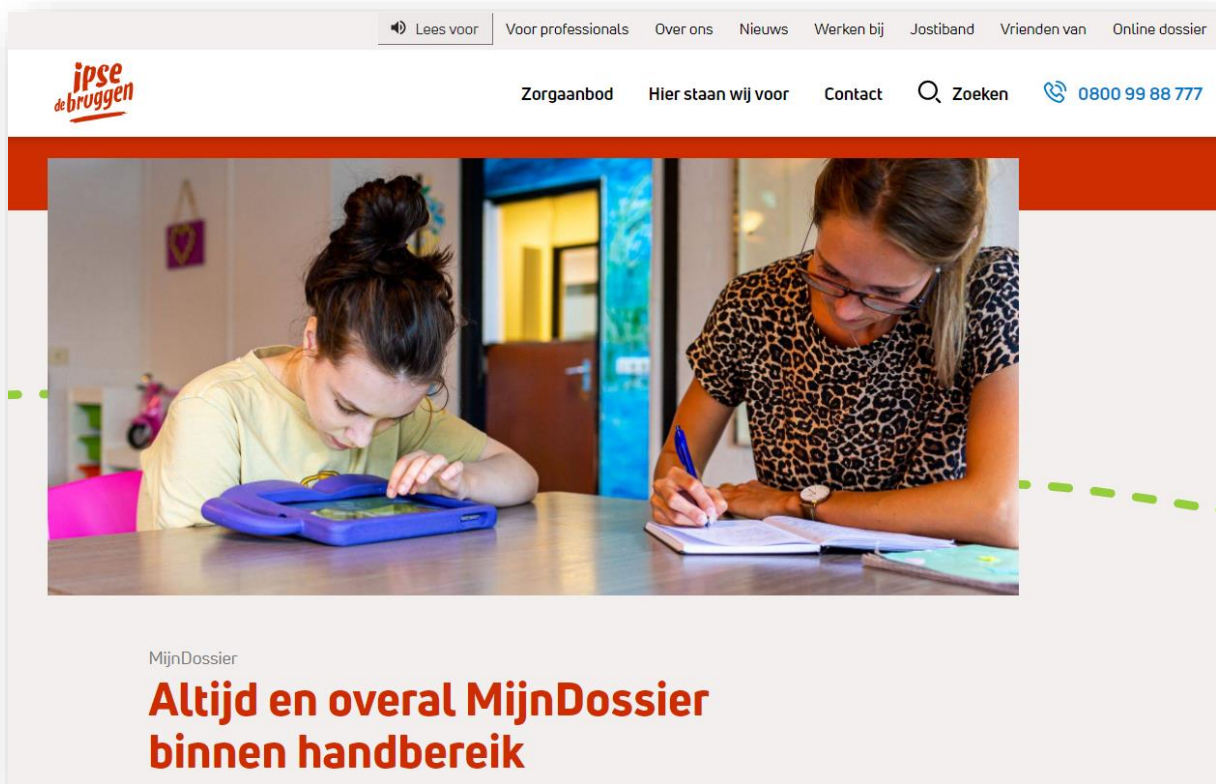 Lees voor
Voor professionals
Over ons
Nieuws
Werken bij
Jostiband
Vrienden van
Online dossier
ipse
de bruggen
Zorgaanbod
Hier staan wij voor
Contact
Zoeken
0800 99 88 777
MijnDossier
Altijd en overal MijnDossier
binnen handbereik